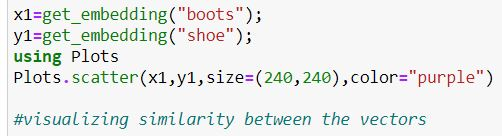 x1=get_embedding("boots");
y1=get_embedding("shoe");
using Plots
Plots.scatter(x1,y1,size=(240,240),color="purple")
#visualizing similarity between the vectors